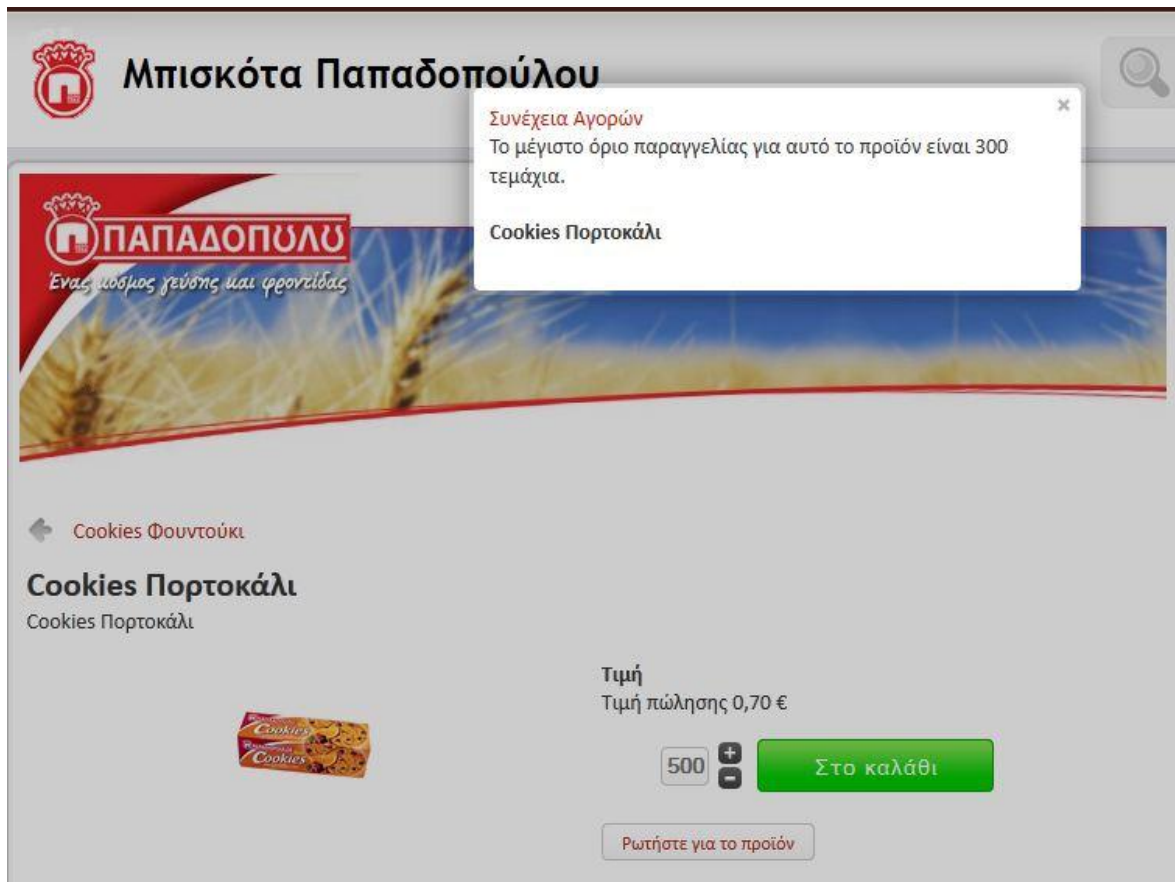 Μπισκότα Παπαδοπούλου
Συνέχεια Αγορών
Το μέγιστο όριο παραγγελίας για αυτό το προϊόν είναι 300
τεμάχια.
Cookies Πορτοκάλι
ΠΑΠΑΔΟΠΟΥΛΟΥ
Ένας κόσμος γεύσης και φροντίδας
Cookies Φουντούκι
Cookies Πορτοκάλι
Cookies Πορτοκάλι
Τιμή
Τιμή πώλησης 0,70 €
Cookies
Cookies
500 + - Στο καλάθι
Ρωτήστε για το προϊόν